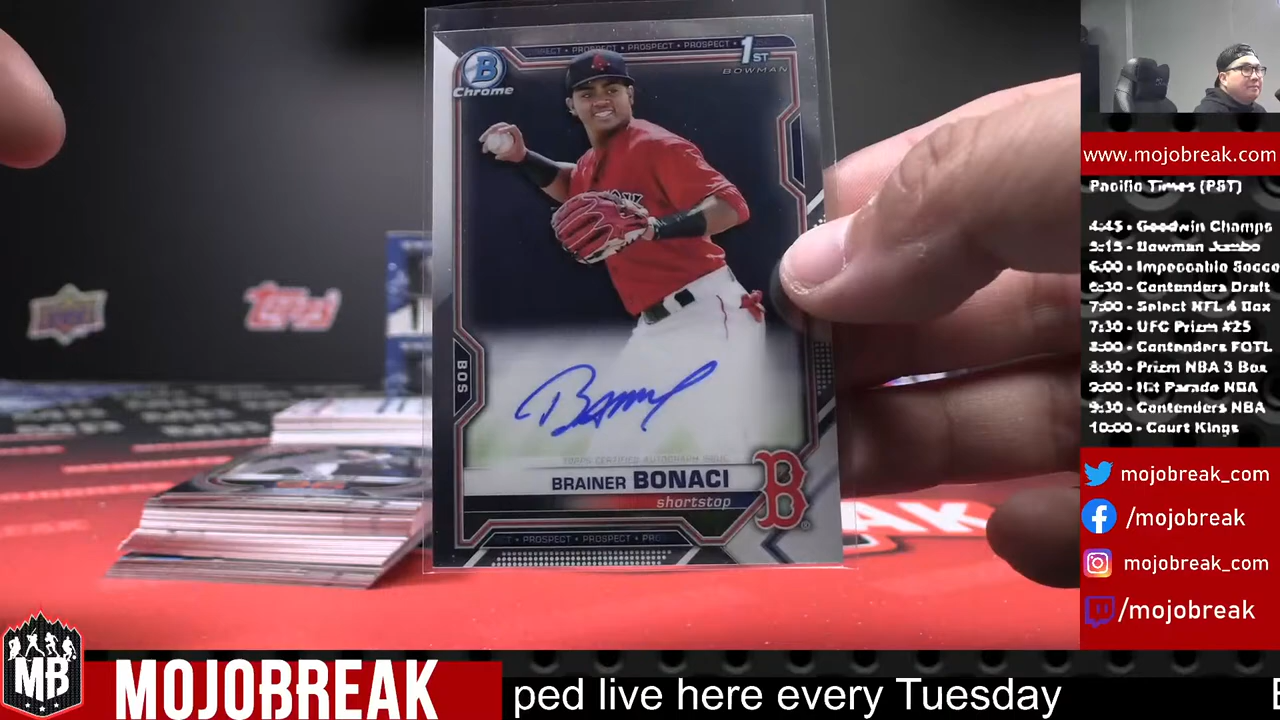 PROSPECT • PROSPECT • PROSPECT
1ST
BOWMAN
B
Chrome
BOS
Topps
TOPPS CERTIFIED AUTOGRAPH ISSUE
BRAINER BONACI
shortstop
B
PROSPECT • PROSPECT
www.mojobreak.com
Pacific Times (PST)
4:45 - Goodwin Champs
5:15 - Bowman Jumbo
6:00 - Impeccable Socce
6:30 - Contenders Draft
7:00 - Select NFL 4 Box
7:30 - UFC Prizm #25
8:00 - Contenders FOTL
8:30 - Prizm NBA 3 Box
9:00 - Hit Parade NBA
9:30 - Contenders NBA
10:00 - Court Kings
mojobreak_com
/mojobreak
mojobreak_com
/mojobreak
MB
MOJOBREAK
ped live here every Tuesday